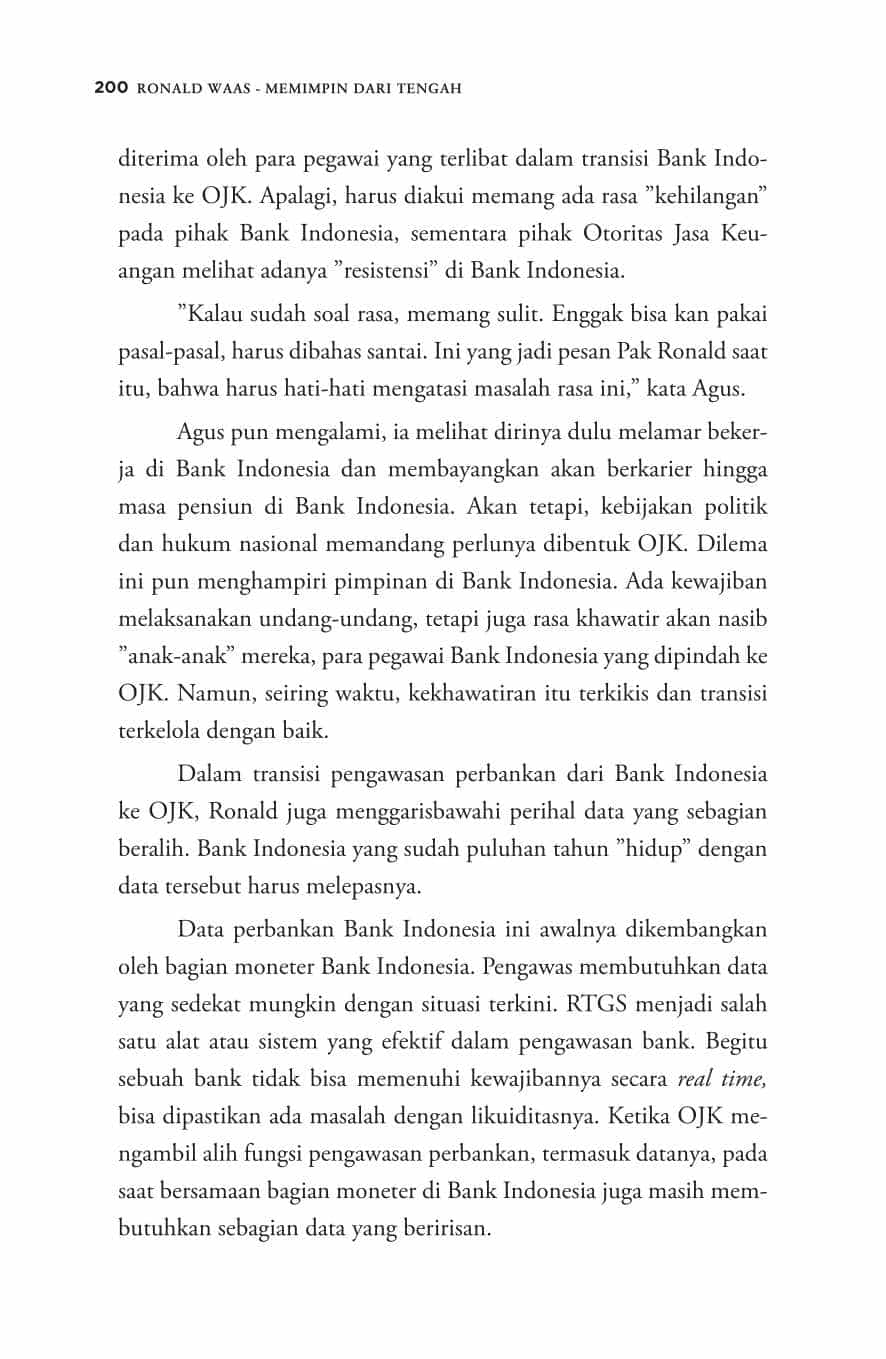 200 RONALD WAAS - MEMIMPIN DARI TENGAH
diterima oleh para pegawai yang terlibat dalam transisi Bank Indo-
nesia ke OJK. Apalagi, harus diakui memang ada rasa ”kehilangan”
pada pihak Bank Indonesia, sementara pihak Otoritas Jasa Keu-
angan melihat adanya ”resistensi” di Bank Indonesia.
”Kalau sudah soal rasa, memang sulit. Enggak bisa kan pakai
pasal-pasal, harus dibahas santai. Ini yang jadi pesan Pak Ronald saat
itu, bahwa harus hati-hati mengatasi masalah rasa ini,” kata Agus.
Agus pun mengalami, ia melihat dirinya dulu melamar beker-
ja di Bank Indonesia dan membayangkan akan berkarier hingga
masa pensiun di Bank Indonesia. Akan tetapi, kebijakan politik
dan hukum nasional memandang perlunya dibentuk OJK. Dilema
ini pun menghampiri pimpinan di Bank Indonesia. Ada kewajiban
melaksanakan undang-undang, tetapi juga rasa khawatir akan nasib
”anak-anak” mereka, para pegawai Bank Indonesia yang dipindah ke
OJK. Namun, seiring waktu, kekhawatiran itu terkikis dan transisi
terkelola dengan baik.
Dalam transisi pengawasan perbankan dari Bank Indonesia
ke OJK, Ronald juga menggarisbawahi perihal data yang sebagian
beralih. Bank Indonesia yang sudah puluhan tahun ”hidup” dengan
data tersebut harus melepasnya.
Data perbankan Bank Indonesia ini awalnya dikembangkan
oleh bagian moneter Bank Indonesia. Pengawas membutuhkan data
yang sedekat mungkin dengan situasi terkini. RTGS menjadi salah
satu alat atau sistem yang efektif dalam pengawasan bank. Begitu
sebuah bank tidak bisa memenuhi kewajibannya secara real time,
bisa dipastikan ada masalah dengan likuiditasnya. Ketika OJK me-
ngambil alih fungsi pengawasan perbankan, termasuk datanya, pada
saat bersamaan bagian moneter di Bank Indonesia juga masih mem-
butuhkan sebagian data yang beririsan.